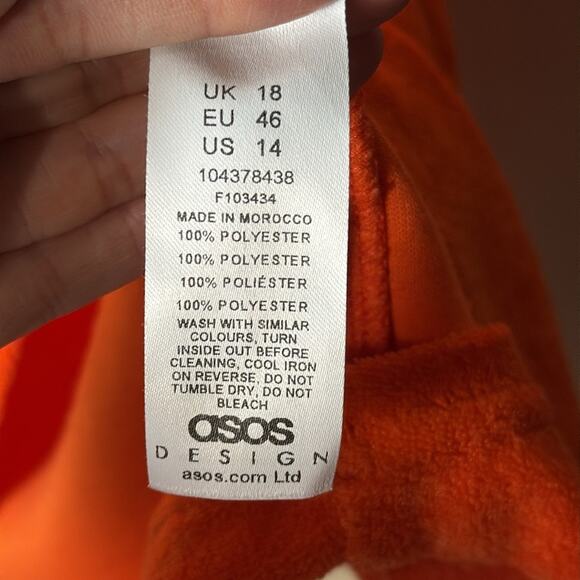 UK 18
EU 46
US 14
104378438
F103434
MADE IN MOROCCO
100% POLYESTER
100% POLYESTER
100% POLIÉSTER
100% POLYESTER
WASH WITH SIMILAR
COLOURS, TURN
INSIDE OUT BEFORE
CLEANING, COOL IRON
ON REVERSE, DO NOT
TUMBLE DRY, DO NOT
BLEACH
asos
DESIGN
asos.com Ltd